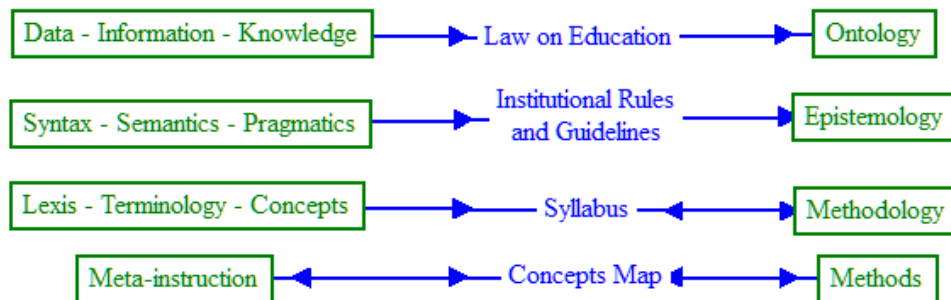 Data - Information - Knowledge Law on Education Ontology
Syntax - Semantics - Pragmatics Institutional Rules
and Guidelines Epistemology
Lexis - Terminology - Concepts Syllabus Methodology
Meta-instruction Concepts Map Methods